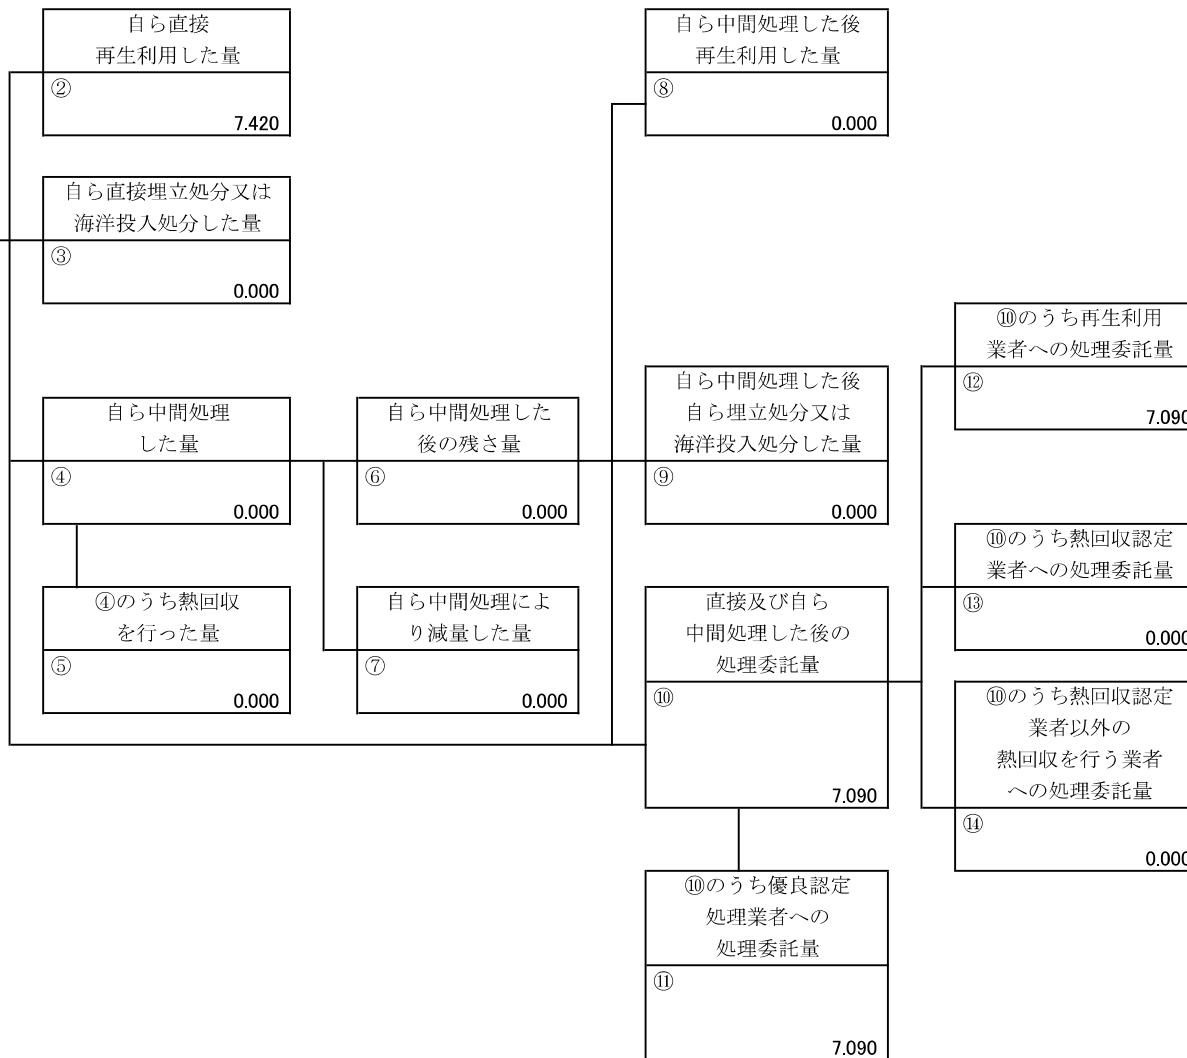 自ら直接
再生利用した量
②
7.420
自ら中間処理した後
再生利用した量
⑧
0.000
自ら直接埋立処分又は
海洋投入処分した量
③
0.000
⑩のうち再生利用
業者への処理委託量
⑫
7.090
自ら中間処理
した量
④
0.000
自ら中間処理した
後の残さ量
⑥
0.000
自ら中間処理した後
自ら埋立処分又は
海洋投入処分した量
⑨
0.000
⑩のうち熱回収認定
業者への処理委託量
⑬
0.000
④のうち熱回収
を行った量
⑤
0.000
自ら中間処理によ
り減量した量
⑦
0.000
直接及び自ら
中間処理した後の
処理委託量
⑩
7.090
⑩のうち熱回収認定
業者以外の
熱回収を行う業者
への処理委託量
⑭
0.000
⑩のうち優良認定
処理業者への
処理委託量
⑪
7.090